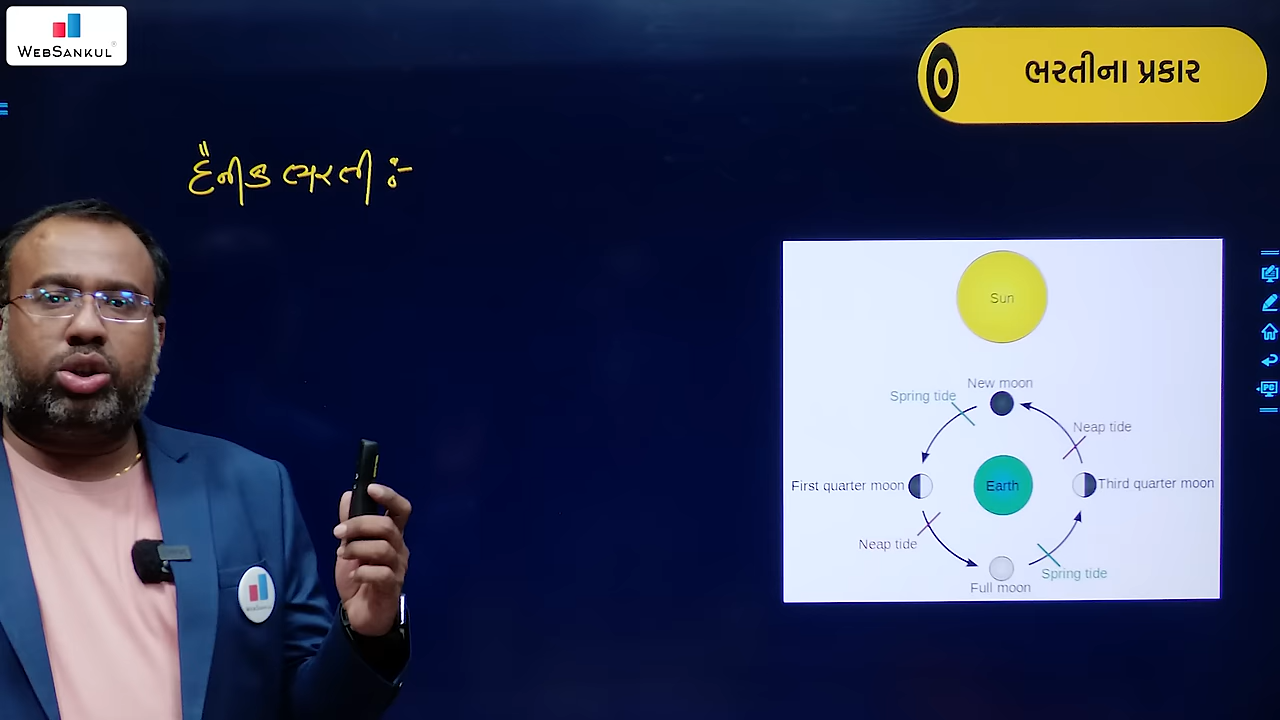 WEBSANKUL
ભરતીના પ્રકાર
દૈનીક ભરતી :-
Sun
New moon
Spring tide
Neap tide
First quarter moon
Earth
Third quarter moon
Neap tide
Spring tide
Full moon
WEBSANKUL